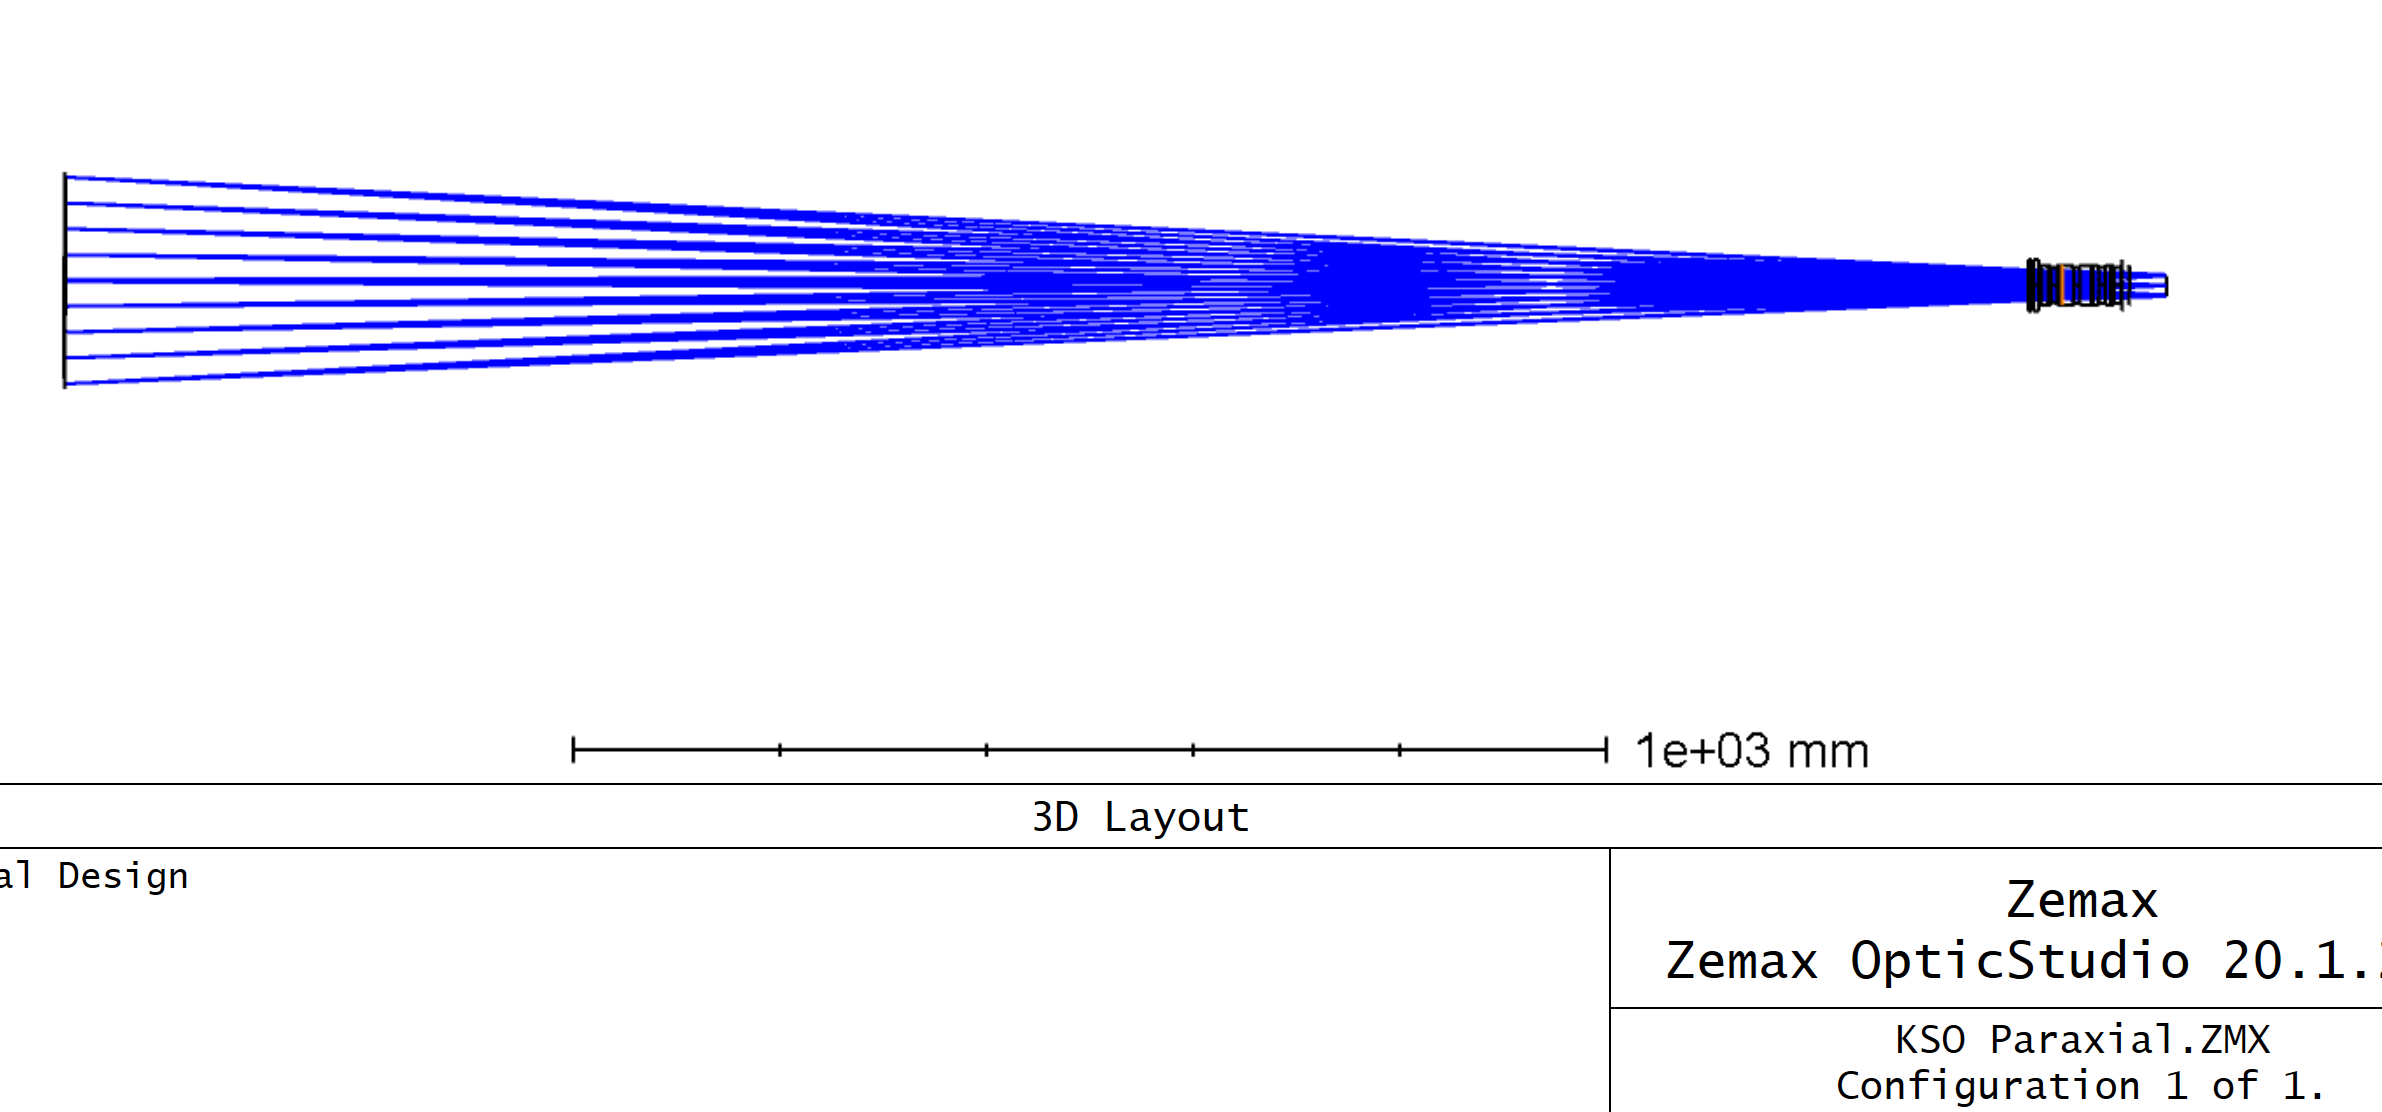 1e+03 mm
3D Layout
al Design
Zemax
Zemax OpticStudio 20.1.
KSO Paraxial.ZMX
Configuration 1 of 1.